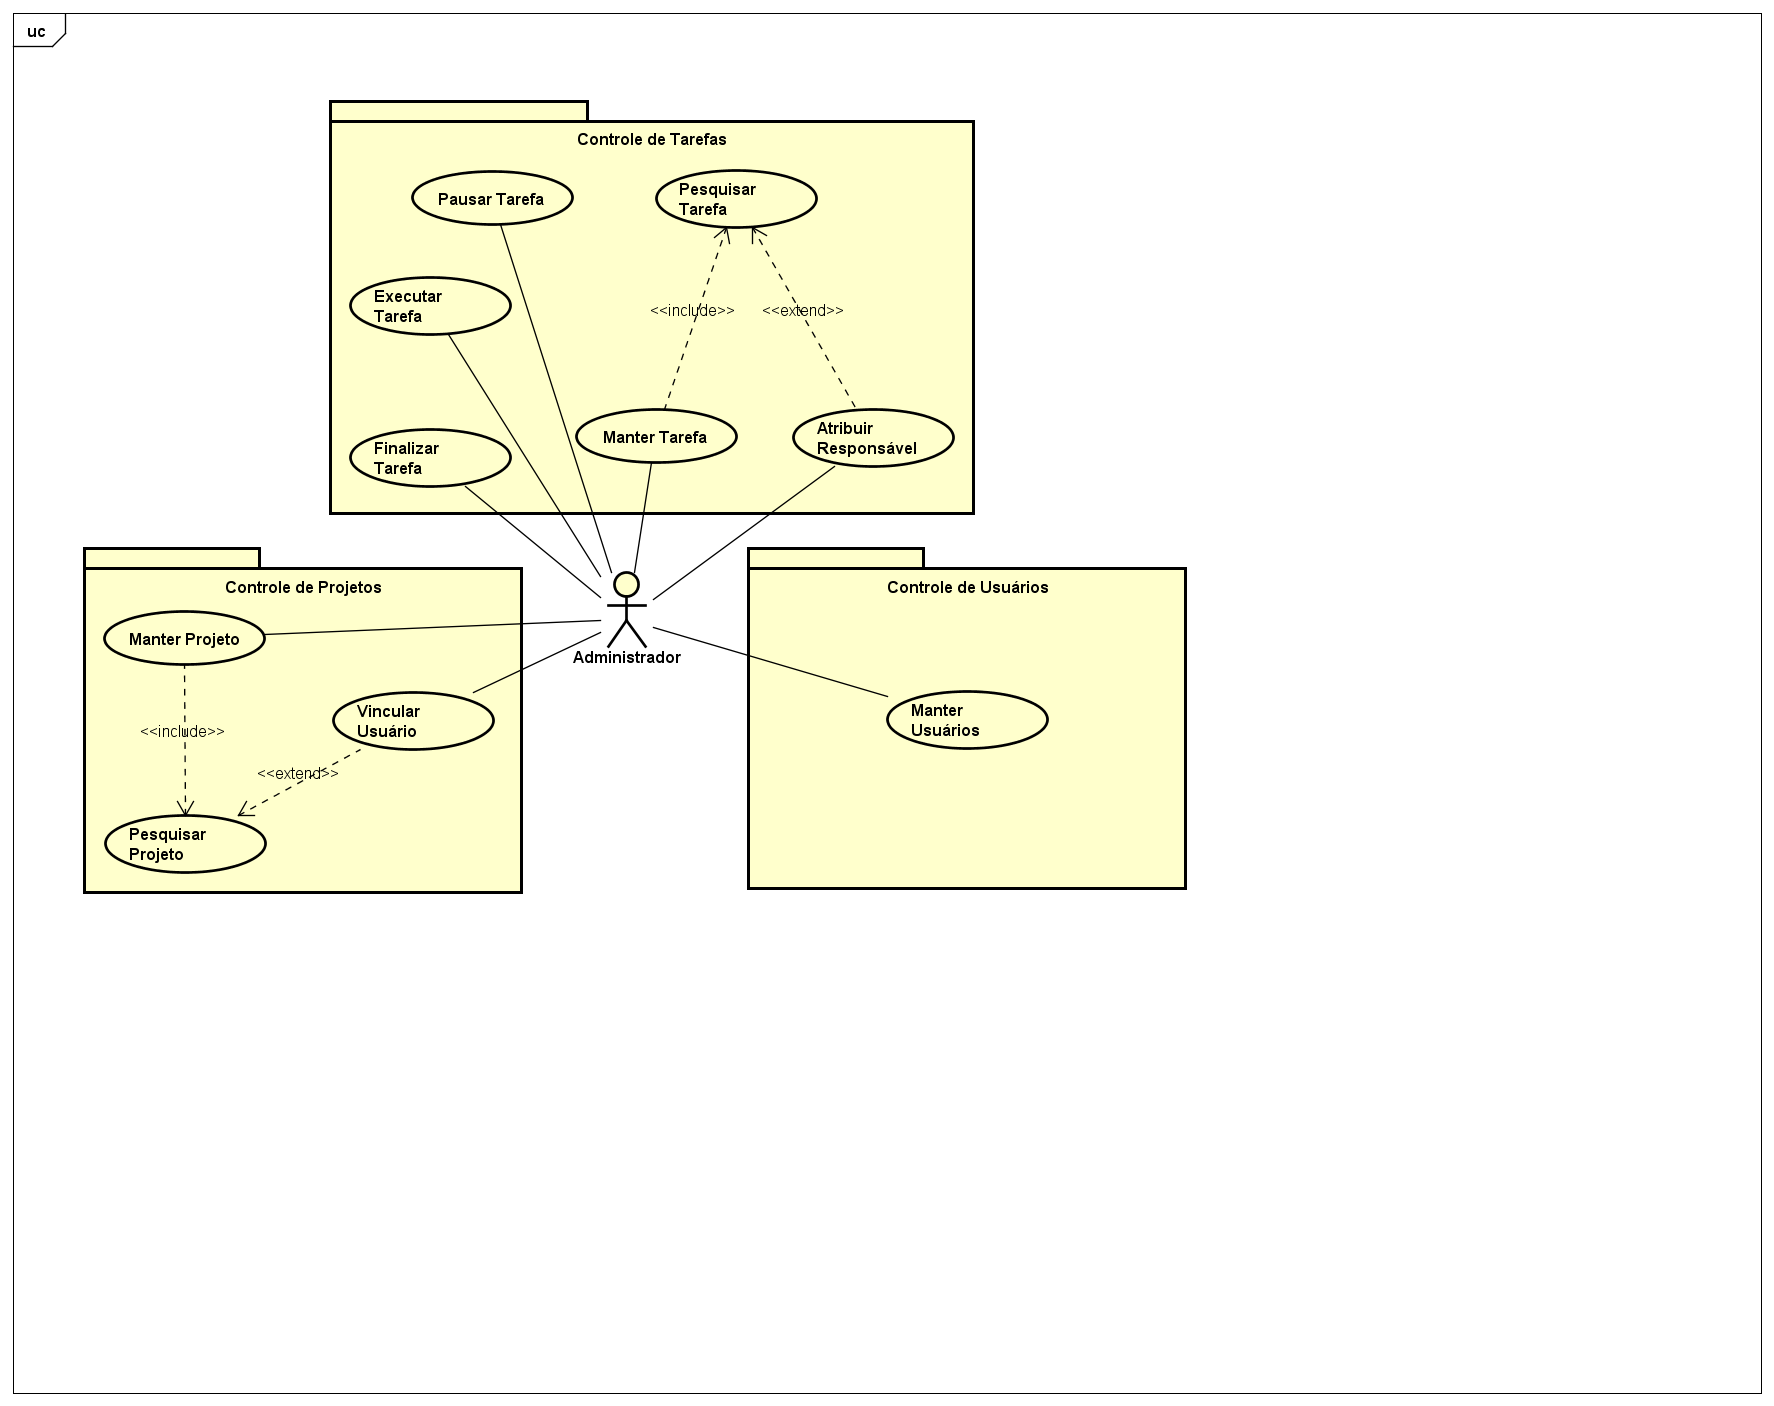 uc
Controle de Tarefas
Pausar Tarefa
Pesquisar
Tarefa
Executar
Tarefa
<<include>>
<<extend>>
Finalizar
Tarefa
Manter Tarefa
Atribuir
Responsável
Controle de Projetos
Manter Projeto
Vincular
Usuário
<<include>>
<<extend>>
Pesquisar
Projeto
Administrador
Controle de Usuários
Manter
Usuários